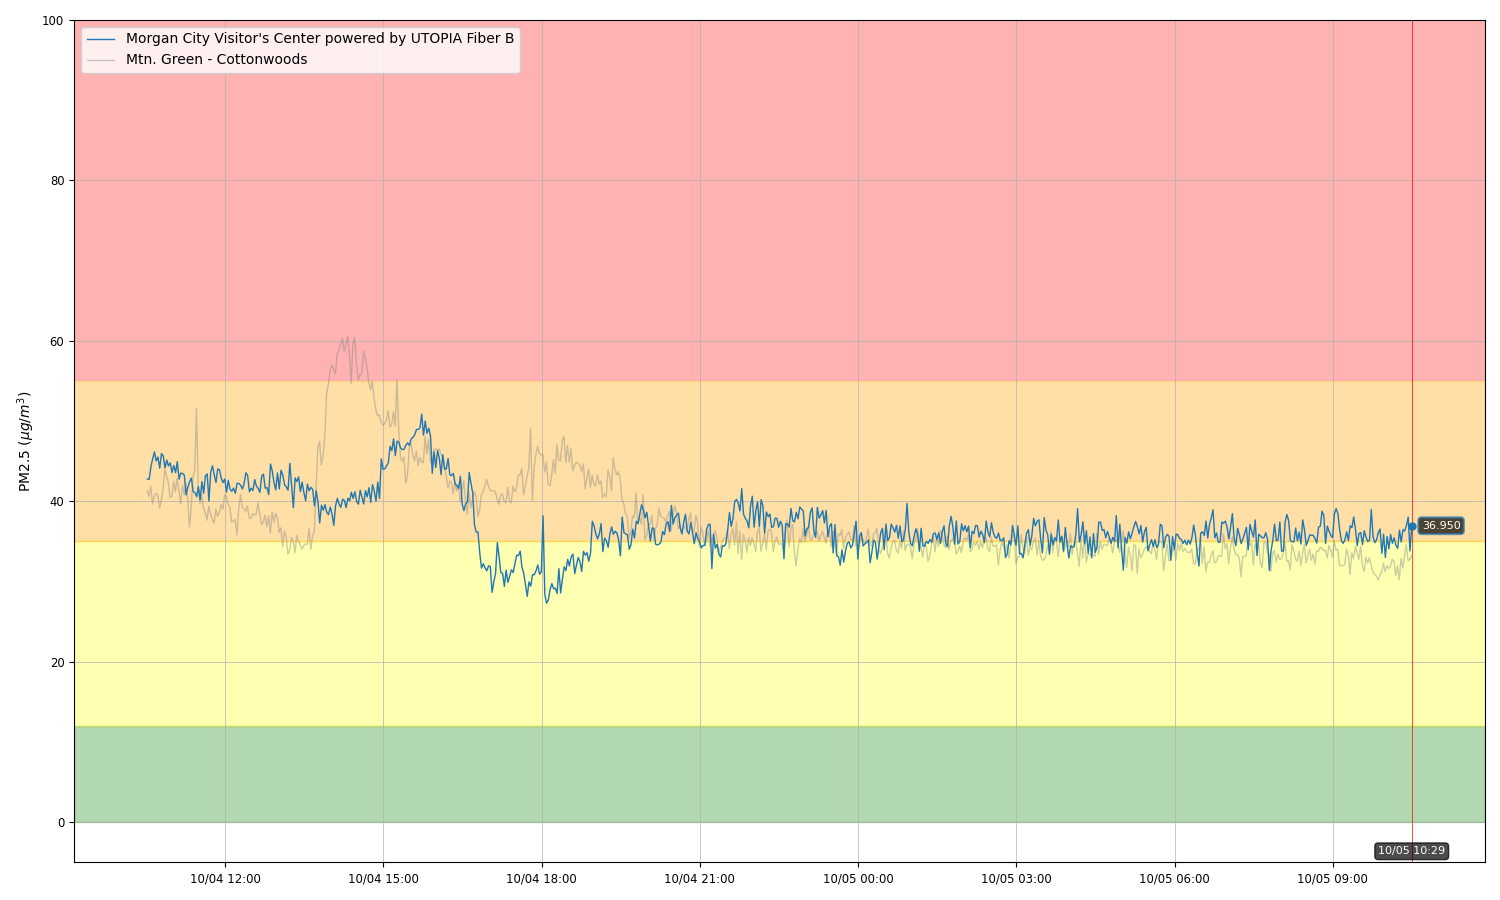 100
Morgan City Visitor's Center powered by UTOPIA Fiber B
Mtn. Green - Cottonwoods
80
60
PM2.5 (μg/m³)
40
36.950
20
0
10/05 10:29
10/04 12:00 10/04 15:00 10/04 18:00 10/04 21:00 10/05 00:00 10/05 03:00 10/05 06:00 10/05 09:00